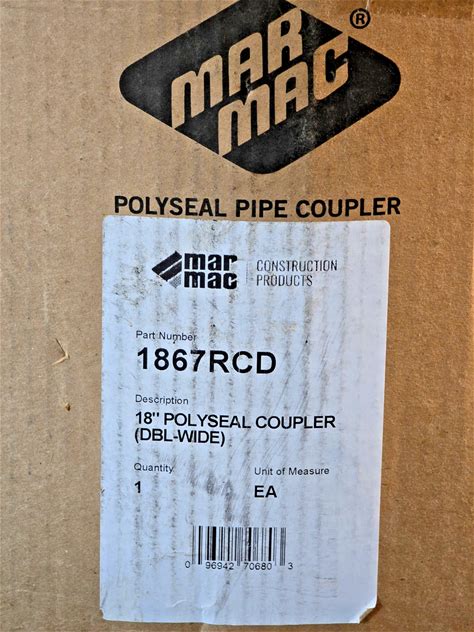 MAR
MAC®
POLYSEAL PIPE COUPLER
mar
mac
CONSTRUCTION
PRODUCTS
Part Number
1867RCD
Description
18" POLYSEAL COUPLER
(DBL-WIDE)
Quantity
Unit of Measure
1
EA
0 96942 70680 3